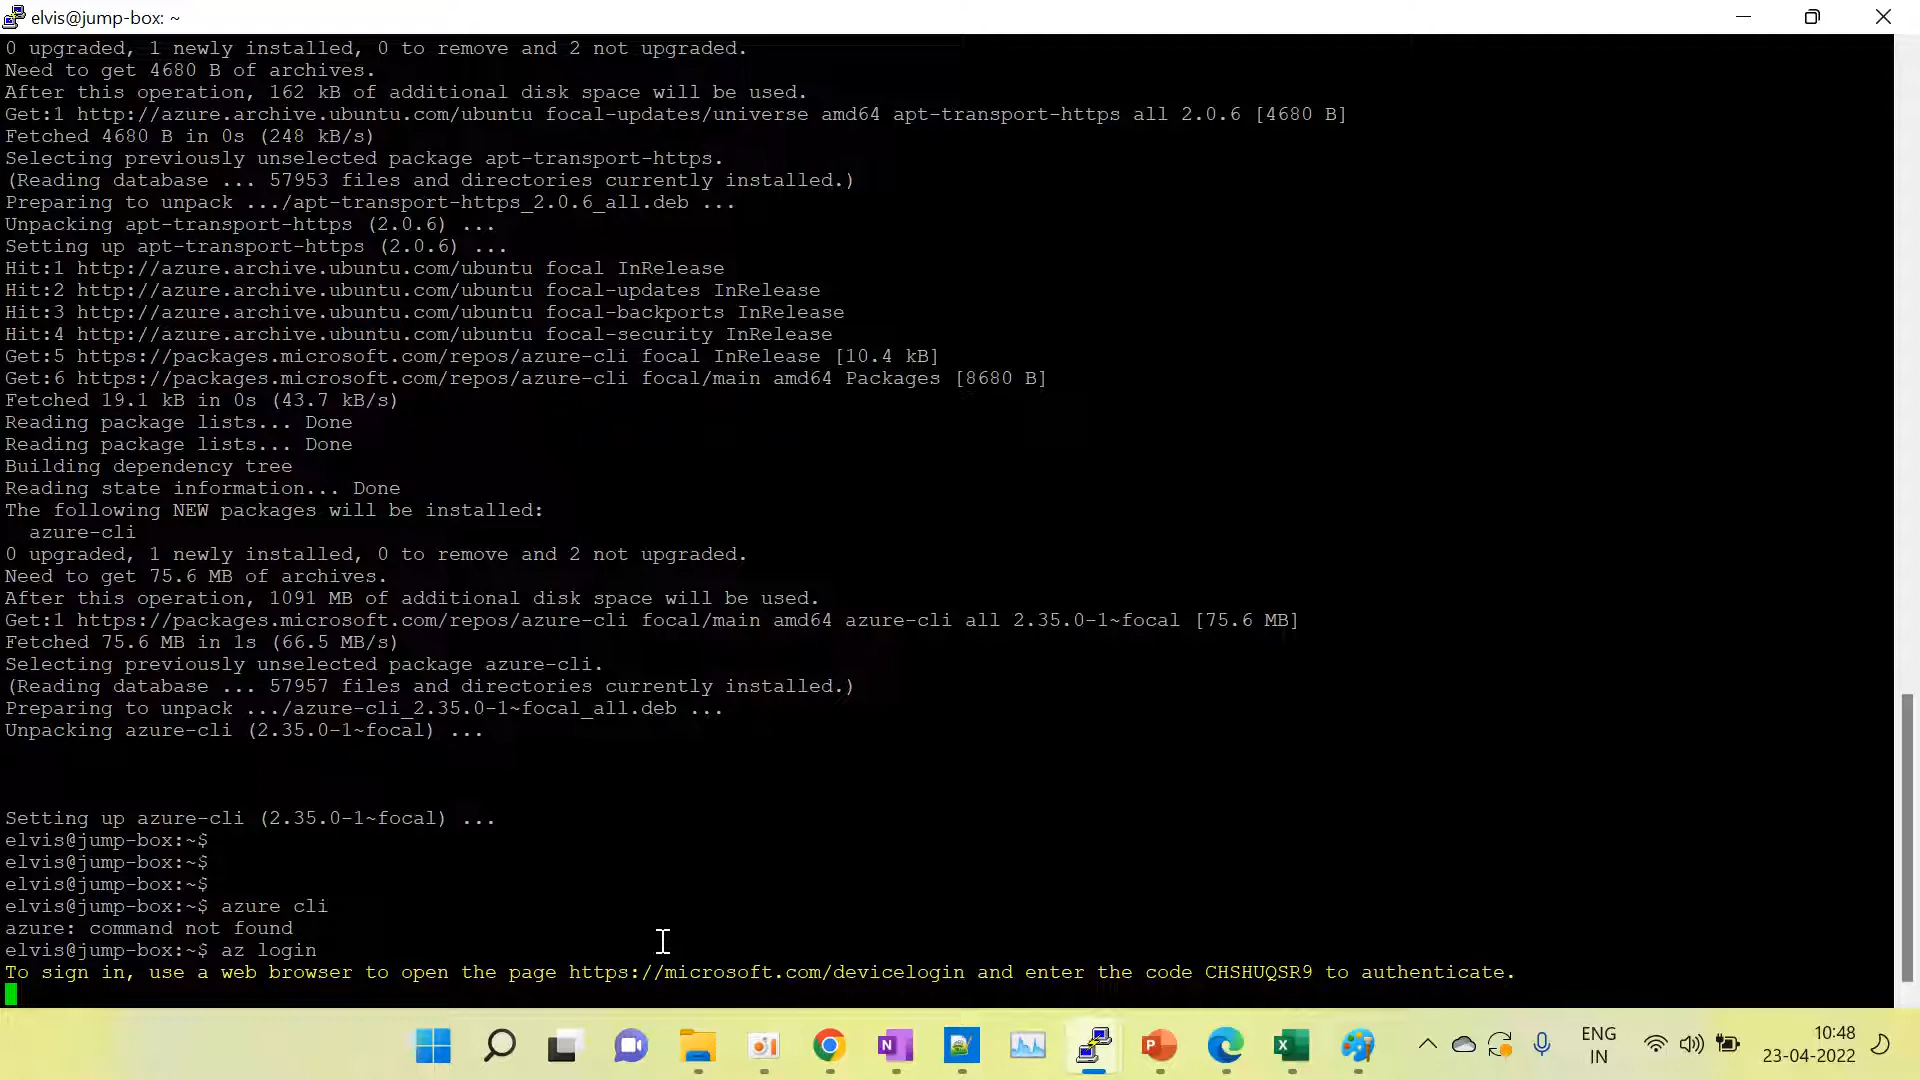 elvis@jump-box: ~
0 upgraded, 1 newly installed, 0 to remove and 2 not upgraded.
Need to get 4680 B of archives.
After this operation, 162 kB of additional disk space will be used.
Get:1 http://azure.archive.ubuntu.com/ubuntu focal-updates/universe amd64 apt-transport-https all 2.0.6 [4680 B]
Fetched 4680 B in 0s (248 kB/s)
Selecting previously unselected package apt-transport-https.
(Reading database ... 57953 files and directories currently installed.)
Preparing to unpack .../apt-transport-https_2.0.6_all.deb ...
Unpacking apt-transport-https (2.0.6) ...
Setting up apt-transport-https (2.0.6) ...
Hit:1 http://azure.archive.ubuntu.com/ubuntu focal InRelease
Hit:2 http://azure.archive.ubuntu.com/ubuntu focal-updates InRelease
Hit:3 http://azure.archive.ubuntu.com/ubuntu focal-backports InRelease
Hit:4 http://azure.archive.ubuntu.com/ubuntu focal-security InRelease
Get:5 https://packages.microsoft.com/repos/azure-cli focal InRelease [10.4 kB]
Get:6 https://packages.microsoft.com/repos/azure-cli focal/main amd64 Packages [8680 B]
Fetched 19.1 kB in 0s (43.7 kB/s)
Reading package lists... Done
Reading package lists... Done
Building dependency tree
Reading state information... Done
The following NEW packages will be installed:
  azure-cli
0 upgraded, 1 newly installed, 0 to remove and 2 not upgraded.
Need to get 75.6 MB of archives.
After this operation, 1091 MB of additional disk space will be used.
Get:1 https://packages.microsoft.com/repos/azure-cli focal/main amd64 azure-cli all 2.35.0-1~focal [75.6 MB]
Fetched 75.6 MB in 1s (66.5 MB/s)
Selecting previously unselected package azure-cli.
(Reading database ... 57957 files and directories currently installed.)
Preparing to unpack .../azure-cli_2.35.0-1~focal_all.deb ...
Unpacking azure-cli (2.35.0-1~focal) ...
Setting up azure-cli (2.35.0-1~focal) ...
elvis@jump-box:~$
elvis@jump-box:~$
elvis@jump-box:~$
elvis@jump-box:~$ azure cli
azure: command not found
elvis@jump-box:~$ az login
To sign in, use a web browser to open the page https://microsoft.com/devicelogin and enter the code CHSHUQSR9 to authenticate.
ENG
IN
10:48
23-04-2022